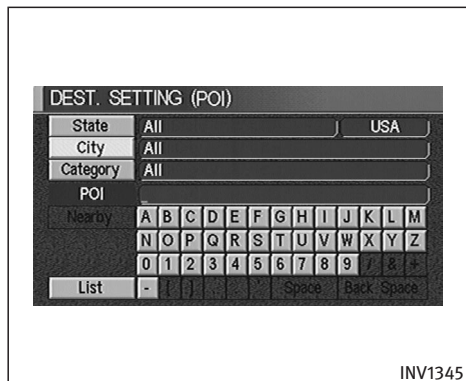 DEST. SETTING (POI)
State All USA
City All
Category All
POI _
Nearby A B C D E F G H I J K L M
N O P Q R S T U V W X Y Z
0 1 2 3 4 5 6 7 8 9 / & +
List - [ ] Space Back Space
INV1345